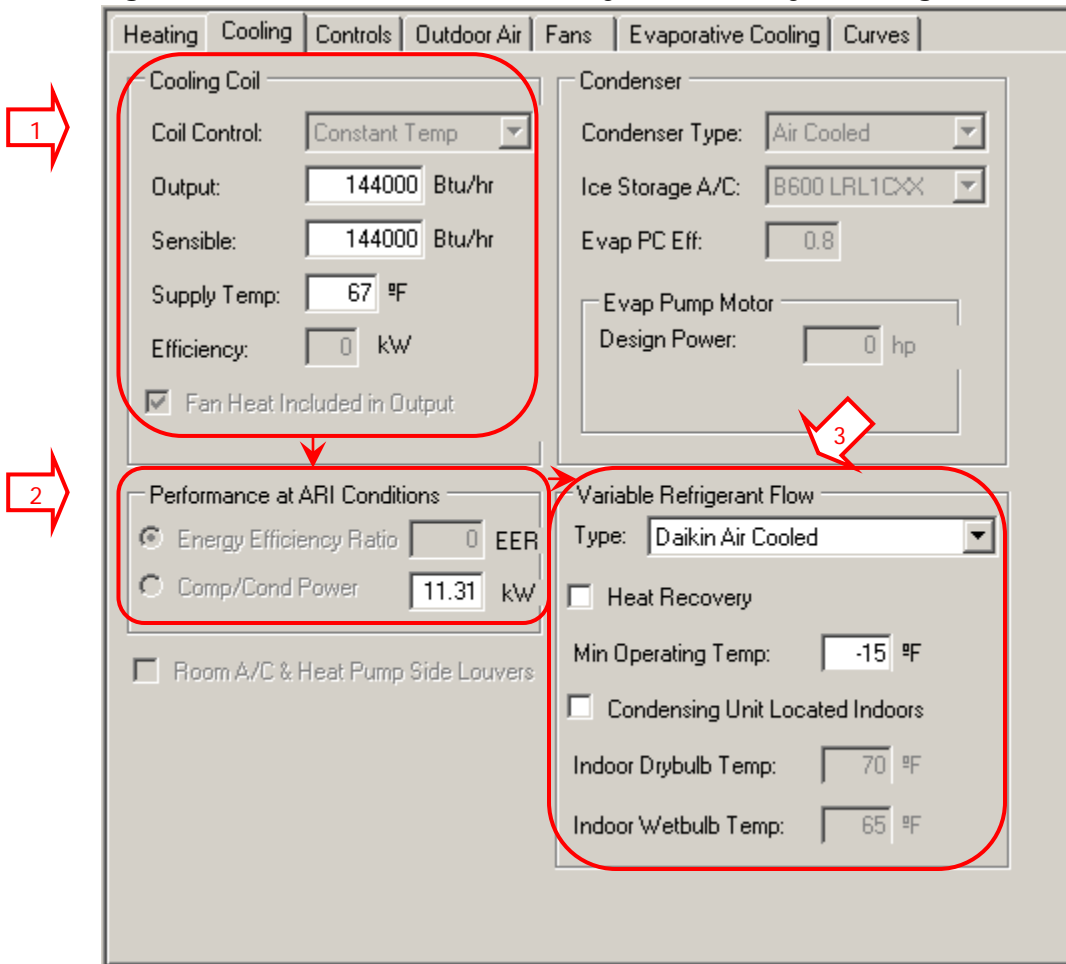 Heating Cooling Controls Outdoor Air Fans Evaporative Cooling Curves
1
Cooling Coil
Coil Control: Constant Temp
Output: 144000 Btu/hr
Sensible: 144000 Btu/hr
Supply Temp: 67 ºF
Efficiency: 0 kW
Fan Heat Included in Output
Condenser
Condenser Type: Air Cooled
Ice Storage A/C: B600 LRL1CXX
Evap PC Eff: 0.8
Evap Pump Motor
Design Power: 0 hp
2
Performance at ARI Conditions
Energy Efficiency Ratio 0 EER
Comp/Cond Power 11.31 kW
Room A/C & Heat Pump Side Louvers
3
Variable Refrigerant Flow
Type: Daikin Air Cooled
Heat Recovery
Min Operating Temp: -15 ºF
Condensing Unit Located Indoors
Indoor Drybulb Temp: 70 ºF
Indoor Wetbulb Temp: 65 ºF